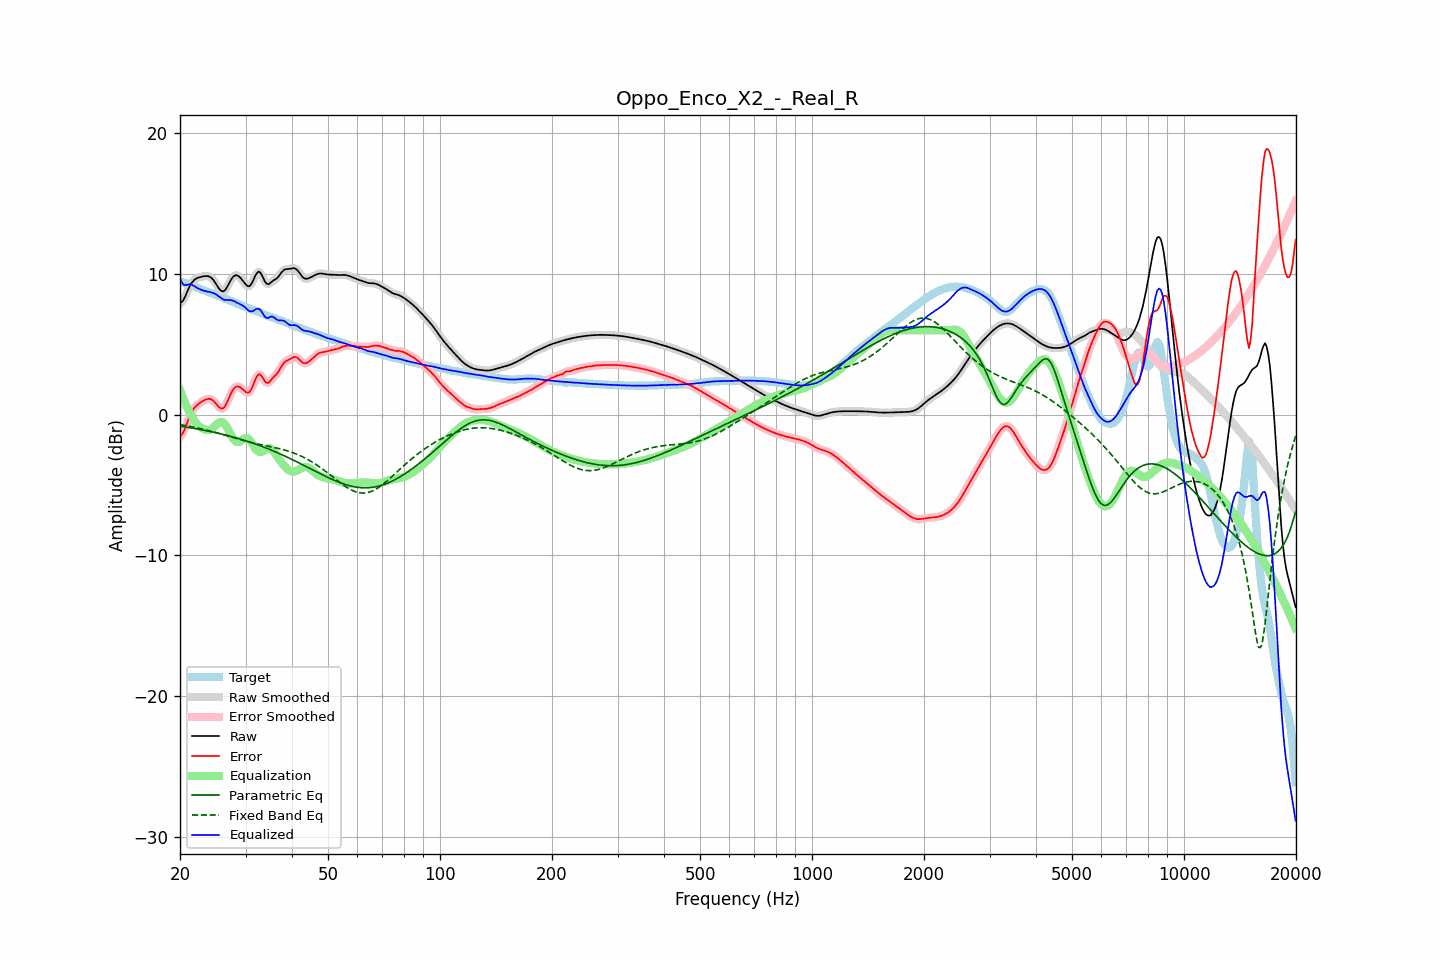 Oppo_Enco_X2_-_Real_R
20
10
0
−10
−20
−30
Amplitude (dBr)
Target
Raw Smoothed
Error Smoothed
Raw
Error
Equalization
Parametric Eq
Fixed Band Eq
Equalized
20 50 100 200 500 1000 2000 5000 10000 20000
Frequency (Hz)